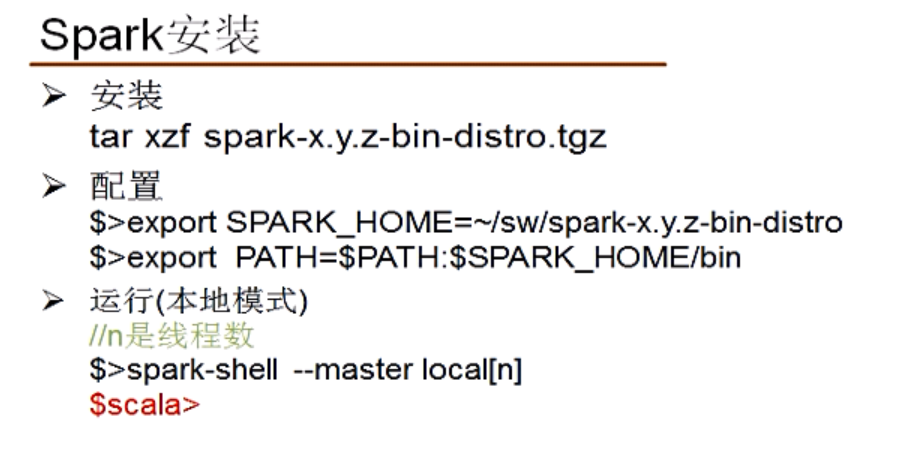 Spark安装
➢ 安装
tar xzf spark-x.y.z-bin-distro.tgz
➢ 配置
$>export SPARK_HOME=~/sw/spark-x.y.z-bin-distro
$>export PATH=$PATH:$SPARK_HOME/bin
➢ 运行(本地模式)
//n是线程数
$>spark-shell --master local[n]
$scala>